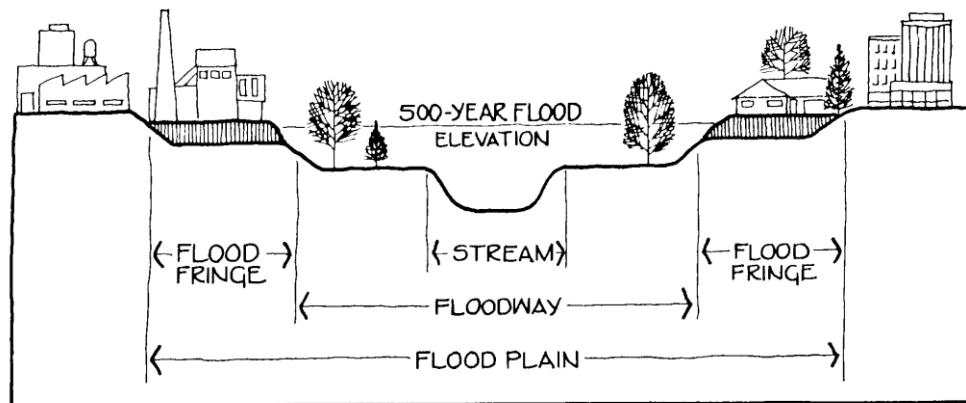 500-YEAR FLOOD
ELEVATION
FLOOD
FRINGE
STREAM
FLOOD
FRINGE
FLOODWAY
FLOOD PLAIN